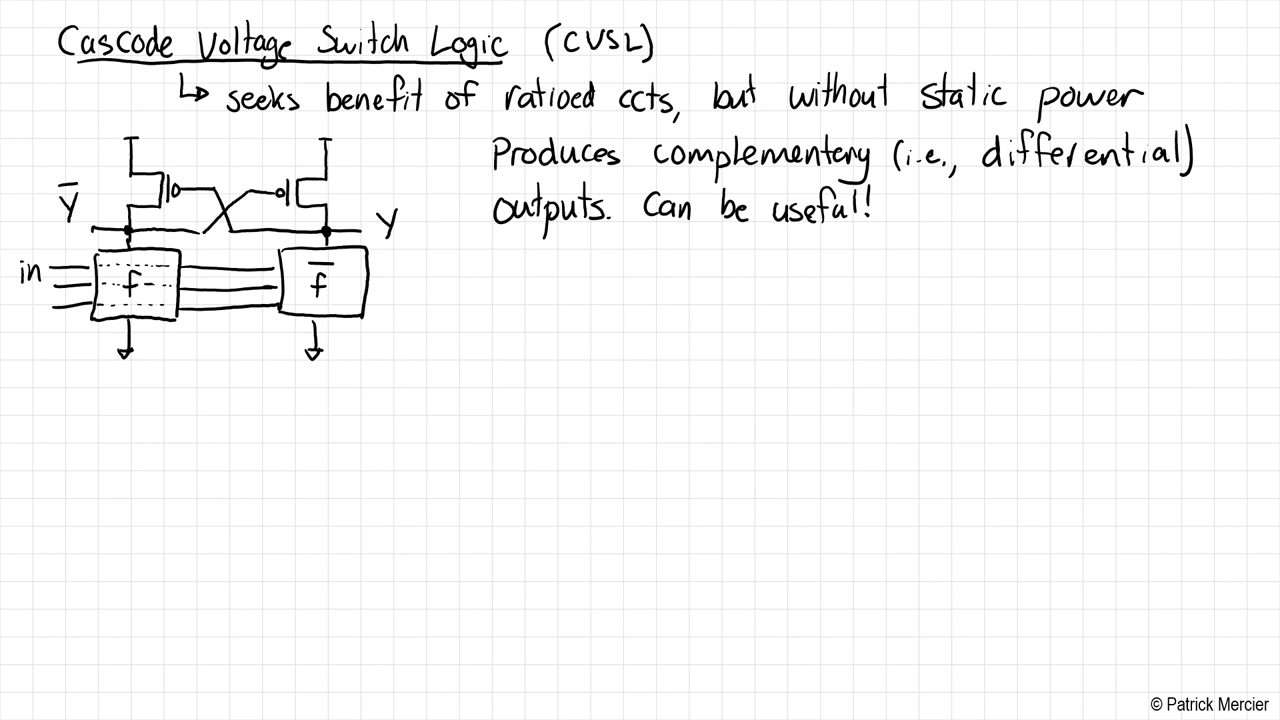 Cascode Voltage Switch Logic (CVSL)
↳ seeks benefit of ratioed ccts, but without static power
Produces complementery (i.e., differential)
outputs. Can be useful!
Y̅
Y
in
f
f̅
© Patrick Mercier